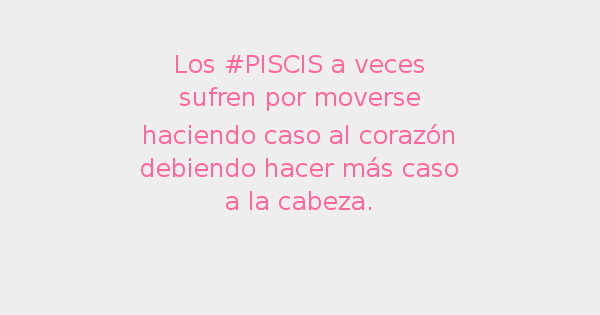 Los #PISCIS a veces
sufren por moverse
haciendo caso al corazón
debiendo hacer más caso
a la cabeza.